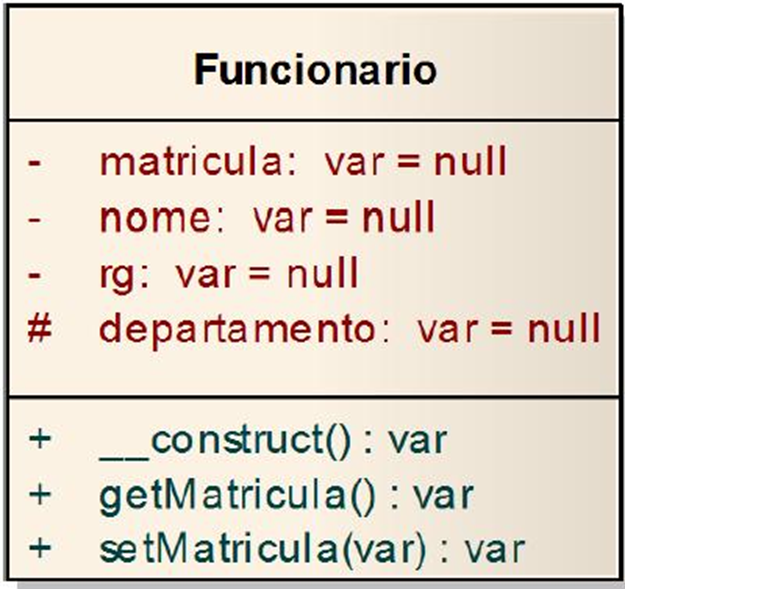 Funcionario
- matricula: var = null
- nome: var = null
- rg: var = null
# departamento: var = null
+ __construct() : var
+ getMatricula() : var
+ setMatricula(var) : var